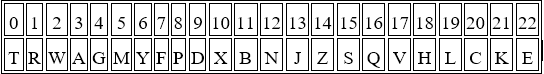 0 1 2 3 4 5 6 7 8 9 10 11 12 13 14 15 16 17 18 19 20 21 22
T R W A G M Y F P D X B N J Z S Q V H L C K E